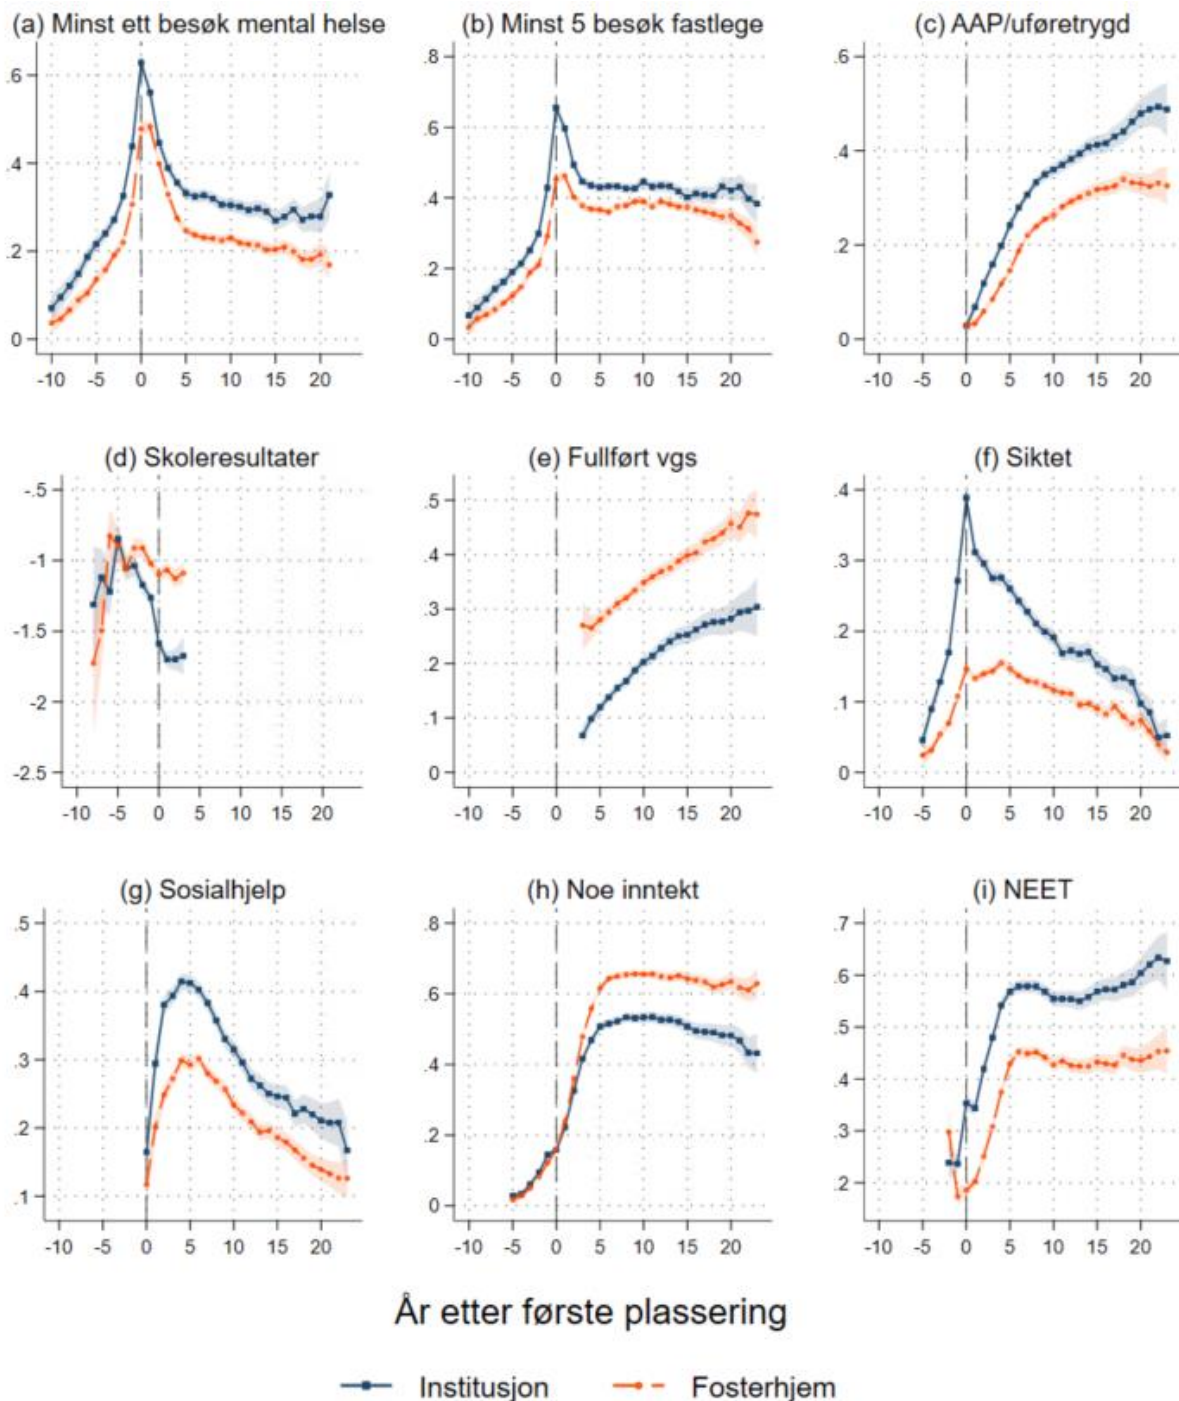 (a) Minst ett besøk mental helse
(b) Minst 5 besøk fastlege
(c) AAP/uføretrygd
.6
.4
.2
0
-10 -5 0 5 10 15 20
.8
.6
.4
.2
0
-10 -5 0 5 10 15 20
.6
.4
.2
0
-10 -5 0 5 10 15 20
(d) Skoleresultater
(e) Fullført vgs
(f) Siktet
-.5
-1
-1.5
-2
-2.5
-10 -5 0 5 10 15 20
.5
.4
.3
.2
.1
0
-10 -5 0 5 10 15 20
.4
.3
.2
.1
0
-10 -5 0 5 10 15 20
(g) Sosialhjelp
(h) Noe inntekt
(i) NEET
.5
.4
.3
.2
.1
-10 -5 0 5 10 15 20
.8
.6
.4
.2
0
-10 -5 0 5 10 15 20
.7
.6
.5
.4
.3
.2
-10 -5 0 5 10 15 20
År etter første plassering
Institusjon
Fosterhjem